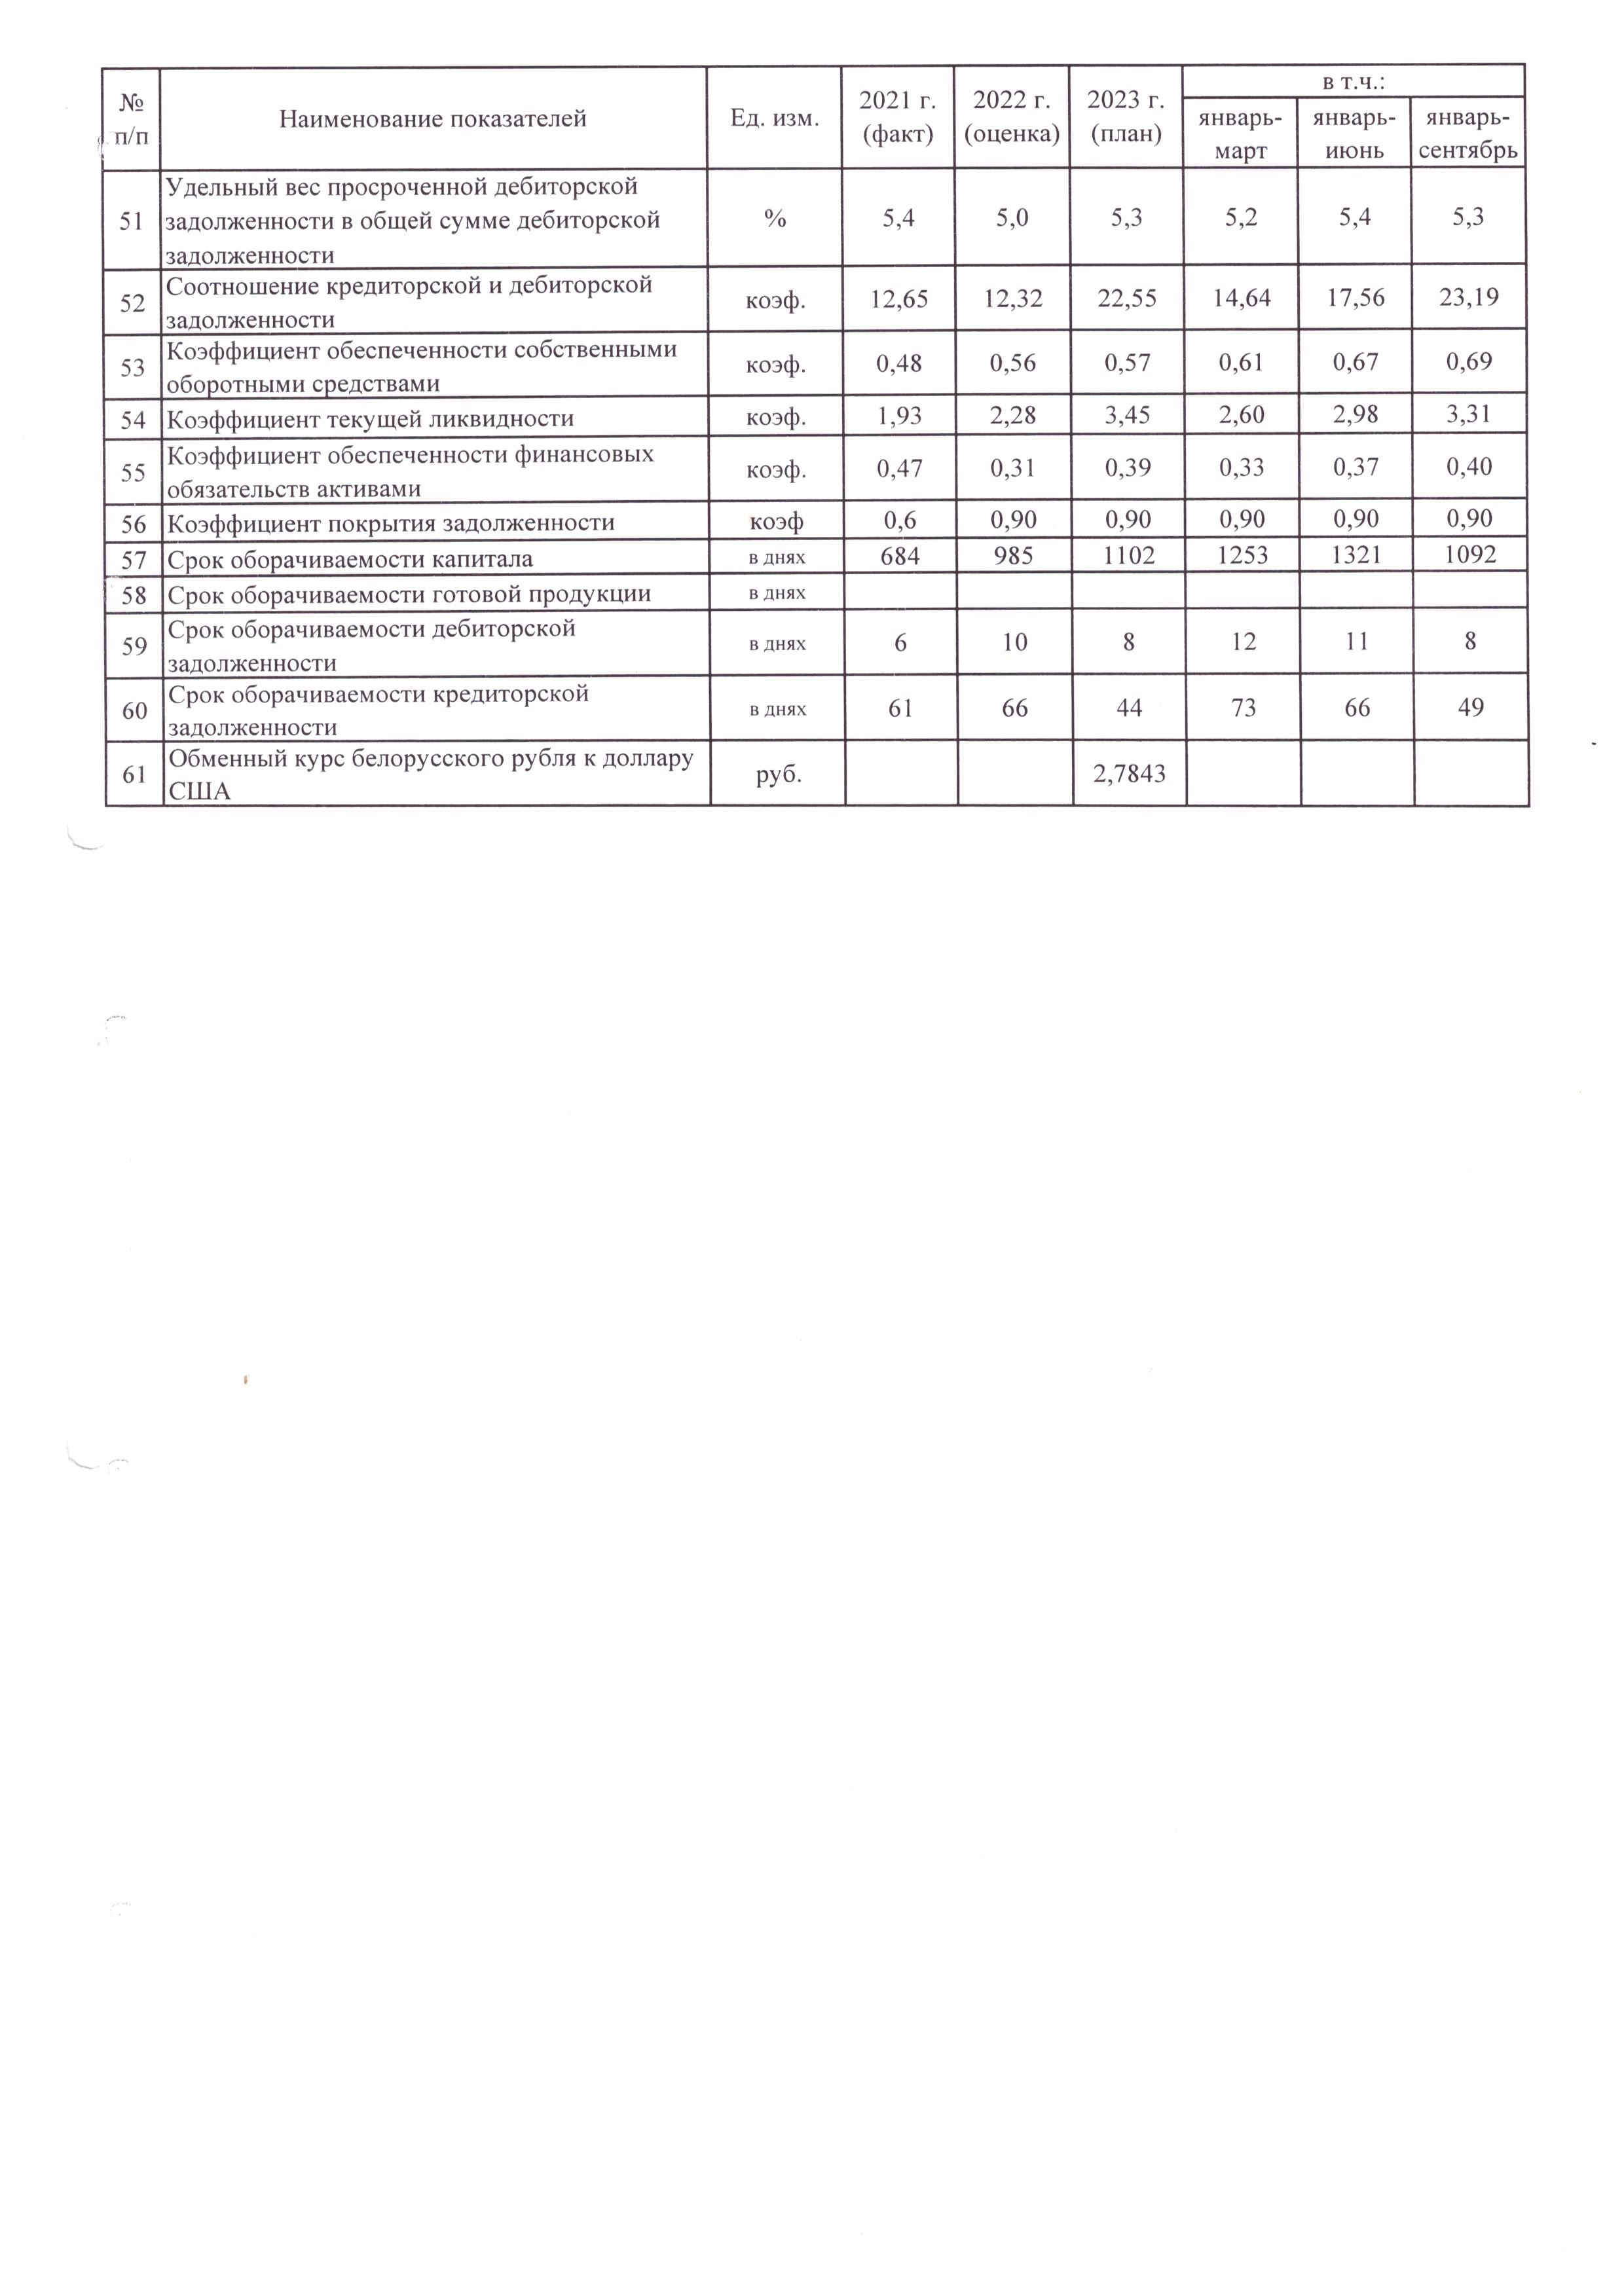 № п/п Наименование показателей Ед. изм. 2021 г. (факт) 2022 г. (оценка) 2023 г. (план) в т.ч.:
январь-март январь-июнь январь-сентябрь
51 Удельный вес просроченной дебиторской задолженности в общей сумме дебиторской задолженности % 5,4 5,0 5,3 5,2 5,4 5,3
52 Соотношение кредиторской и дебиторской задолженности коэф. 12,65 12,32 22,55 14,64 17,56 23,19
53 Коэффициент обеспеченности собственными оборотными средствами коэф. 0,48 0,56 0,57 0,61 0,67 0,69
54 Коэффициент текущей ликвидности коэф. 1,93 2,28 3,45 2,60 2,98 3,31
55 Коэффициент обеспеченности финансовых обязательств активами коэф. 0,47 0,31 0,39 0,33 0,37 0,40
56 Коэффициент покрытия задолженности коэф 0,6 0,90 0,90 0,90 0,90 0,90
57 Срок оборачиваемости капитала в днях 684 985 1102 1253 1321 1092
58 Срок оборачиваемости готовой продукции в днях
59 Срок оборачиваемости дебиторской задолженности в днях 6 10 8 12 11 8
60 Срок оборачиваемости кредиторской задолженности в днях 61 66 44 73 66 49
61 Обменный курс белорусского рубля к доллару США руб. 2,7843